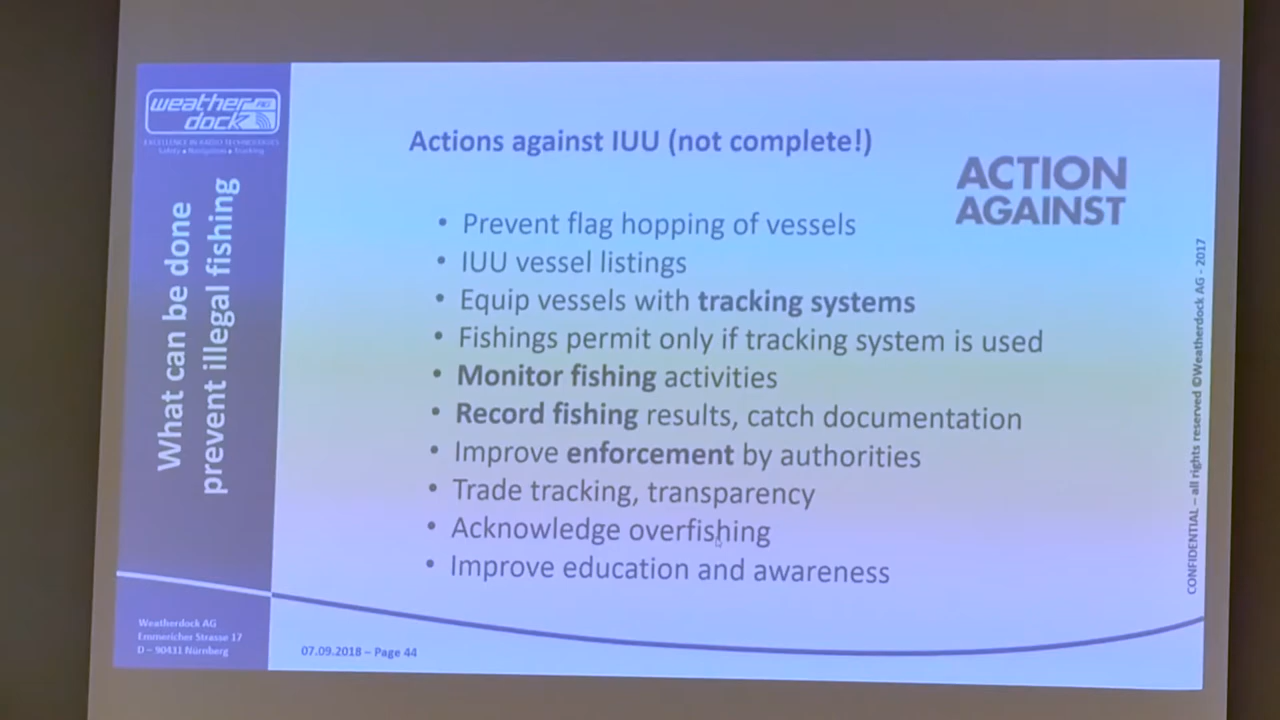 weather AG
dock
EXCELLENCE IN RADIO TECHNOLOGIES
Safety • Navigation • Tracking
What can be done
prevent illegal fishing
Actions against IUU (not complete!)
ACTION
AGAINST
• Prevent flag hopping of vessels
• IUU vessel listings
• Equip vessels with tracking systems
• Fishings permit only if tracking system is used
• Monitor fishing activities
• Record fishing results, catch documentation
• Improve enforcement by authorities
• Trade tracking, transparency
• Acknowledge overfishing
• Improve education and awareness
CONFIDENTIAL – all rights reserved ©Weatherdock AG - 2017
Weatherdock AG
Emmericher Strasse 17
D – 90411 Nürnberg
07.09.2018 – Page 44